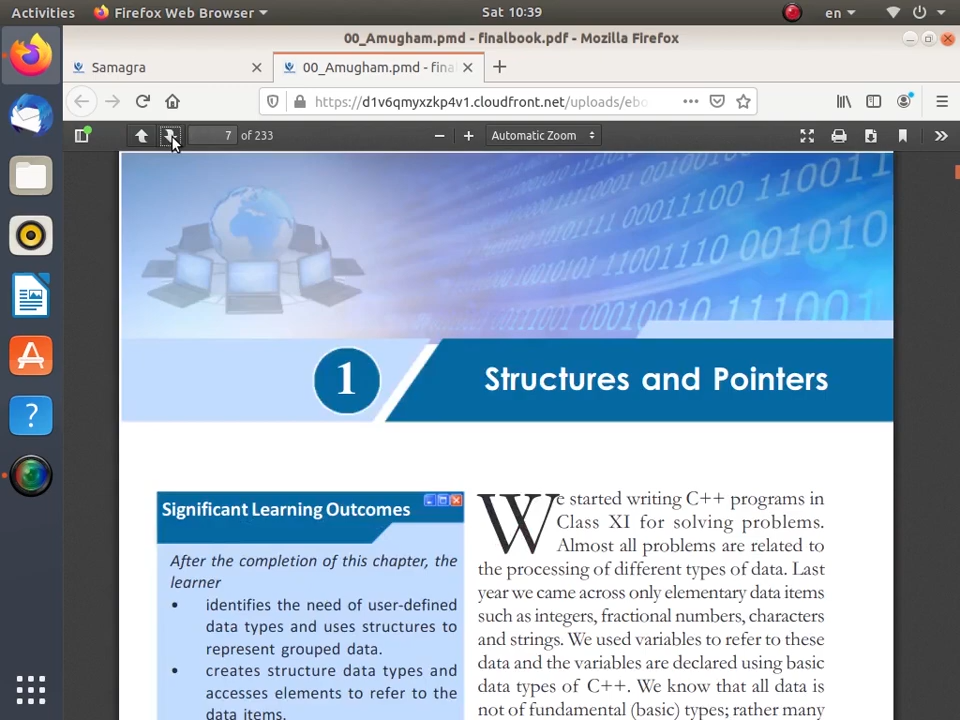 Activities
Firefox Web Browser
Sat 10:39
en
00_Amugham.pmd - finalbook.pdf - Mozilla Firefox
Samagra
00_Amugham.pmd - fina
https://d1v6qmyxzkp4v1.cloudfront.net/uploads/ebo
7 of 233
Automatic Zoom
1
Structures and Pointers
Significant Learning Outcomes
After the completion of this chapter, the
learner
• identifies the need of user-defined
data types and uses structures to
represent grouped data.
• creates structure data types and
accesses elements to refer to the
data items.
We started writing C++ programs in
Class XI for solving problems.
Almost all problems are related to
the processing of different types of data. Last
year we came across only elementary data items
such as integers, fractional numbers, characters
and strings. We used variables to refer to these
data and the variables are declared using basic
data types of C++. We know that all data is
not of fundamental (basic) types; rather many